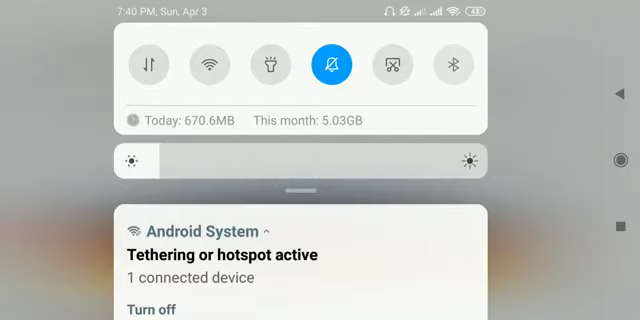 7:40 PM, Sun, Apr 3
43
Today: 670.6MB This month: 5.03GB
Android System
Tethering or hotspot active
1 connected device
Turn off